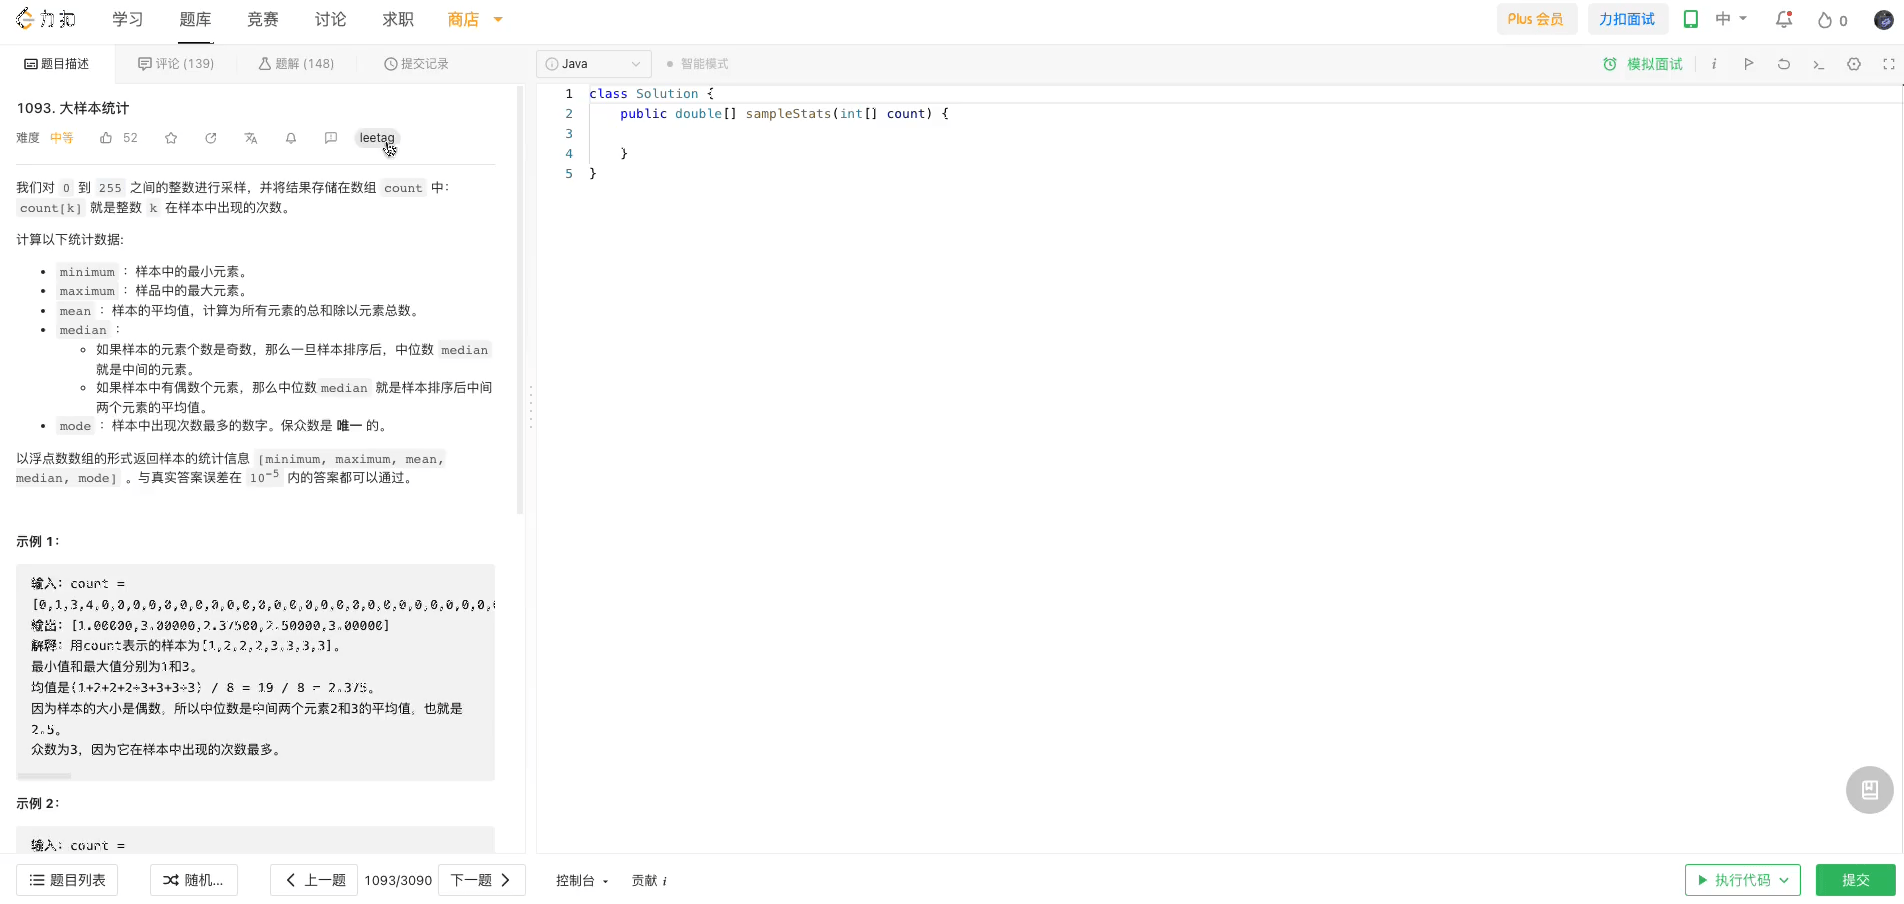 力扣 学习 题库 竞赛 讨论 求职 商店 Plus 会员 力扣面试 中 0
题目描述 评论 (139) 题解 (148) 提交记录 Java 智能模式 模拟面试 i
1093. 大样本统计
难度 中等 52 leetag
我们对 0 到 255 之间的整数进行采样，并将结果存储在数组 count 中：
count[k] 就是整数 k 在样本中出现的次数。
计算以下统计数据:
• minimum ：样本中的最小元素。
• maximum ：样品中的最大元素。
• mean ：样本的平均值，计算为所有元素的总和除以元素总数。
• median ：
◦ 如果样本的元素个数是奇数，那么一旦样本排序后，中位数 median
就是中间的元素。
◦ 如果样本中有偶数个元素，那么中位数 median 就是样本排序后中间
两个元素的平均值。
• mode ：样本中出现次数最多的数字。保众数是 唯一 的。
以浮点数数组的形式返回样本的统计信息 [minimum, maximum, mean,
median, mode] 。与真实答案误差在 10⁻⁵ 内的答案都可以通过。
示例 1：
输入：count =
[0,1,3,4,0,0,0,0,0,0,0,0,0,0,0,0,0,0,0,0,0,0,0,0,0,0,0,0,0,
输出：[1.00000,3.00000,2.37500,2.50000,3.00000]
解释：用count表示的样本为[1,2,2,2,3,3,3,3]。
最小值和最大值分别为1和3。
均值是(1+2+2+2+3+3+3+3) / 8 = 19 / 8 = 2.375。
因为样本的大小是偶数，所以中位数是中间两个元素2和3的平均值，也就是
2.5。
众数为3，因为它在样本中出现的次数最多。
示例 2：
输入：count =
1 class Solution {
2 public double[] sampleStats(int[] count) {
3
4 }
5 }
题目列表 随机... 上一题 1093/3090 下一题 控制台 贡献 i 执行代码 提交